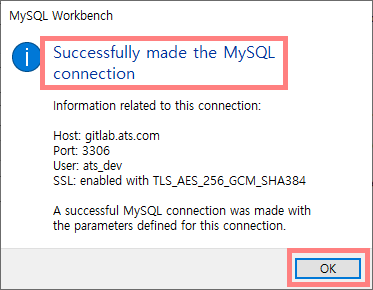 MySQL Workbench
Successfully made the MySQL
connection
Information related to this connection:
Host: gitlab.ats.com
Port: 3306
User: ats_dev
SSL: enabled with TLS_AES_256_GCM_SHA384
A successful MySQL connection was made with
the parameters defined for this connection.
OK